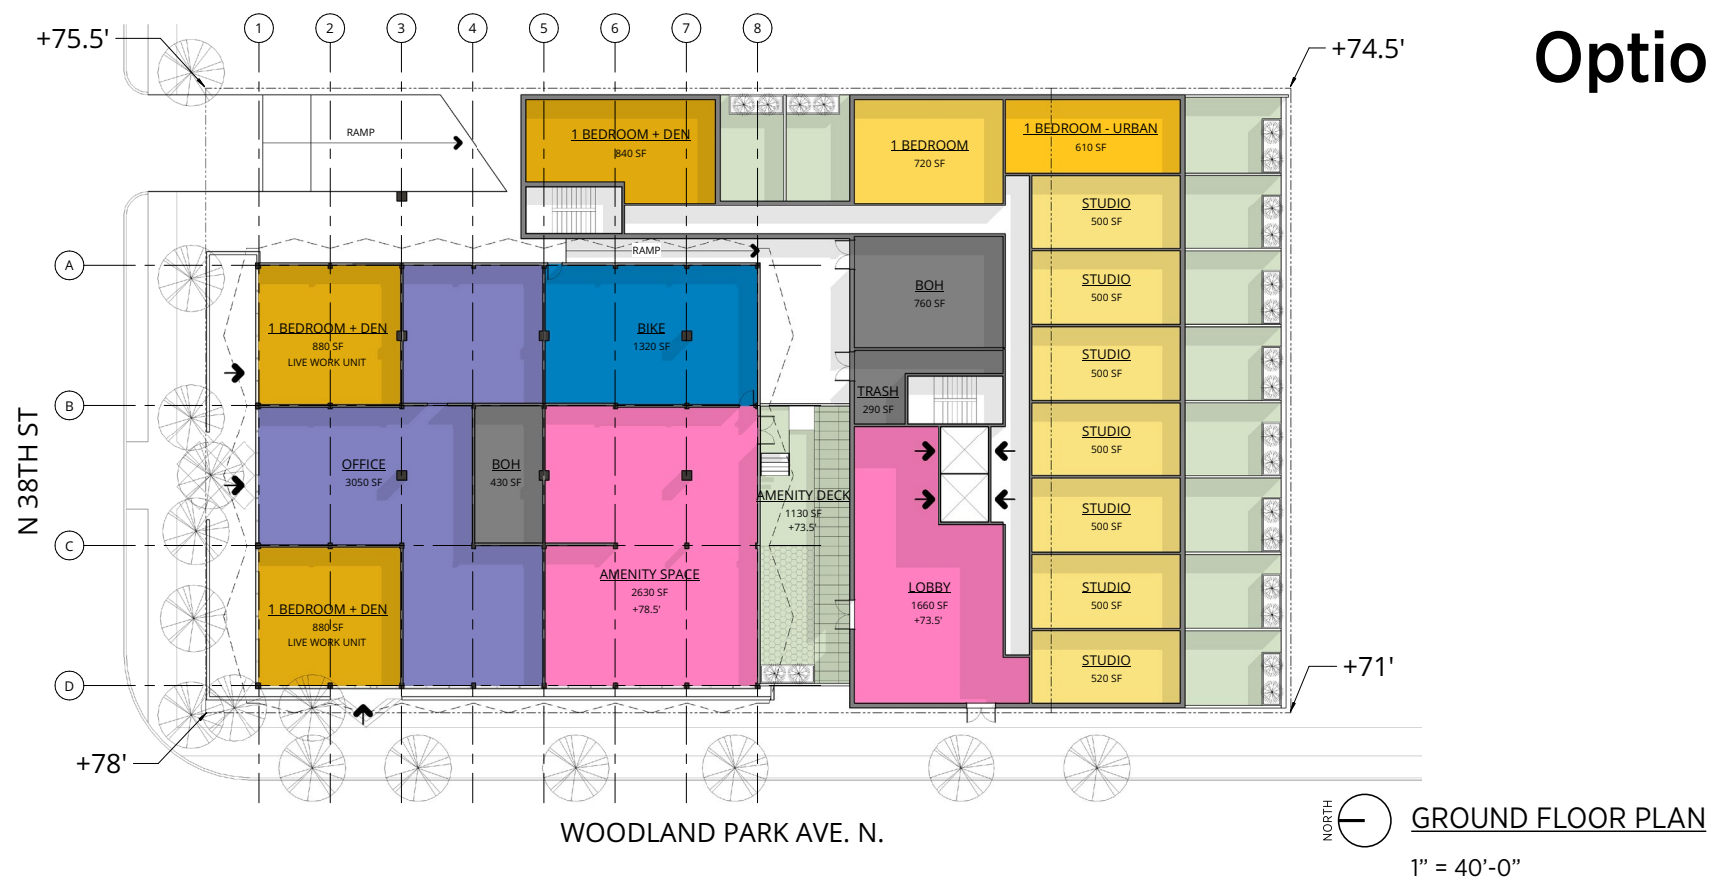 1 2 3 4 5 6 7 8
Optio
+75.5'
+74.5'
RAMP
1 BEDROOM + DEN
840 SF
1 BEDROOM
720 SF
1 BEDROOM - URBAN
610 SF
STUDIO
500 SF
RAMP
A
BOH
760 SF
STUDIO
500 SF
1 BEDROOM + DEN
880 SF
LIVE WORK UNIT
BIKE
1320 SF
STUDIO
500 SF
B
TRASH
290 SF
STUDIO
500 SF
N 38TH ST
OFFICE
3050 SF
BOH
430 SF
AMENITY DECK
1130 SF
+73.5'
STUDIO
500 SF
C
AMENITY SPACE
2630 SF
+78.5'
LOBBY
1660 SF
+73.5'
STUDIO
500 SF
1 BEDROOM + DEN
880 SF
LIVE WORK UNIT
STUDIO
520 SF
D
+71'
+78'
WOODLAND PARK AVE. N.
NORTH
GROUND FLOOR PLAN
1” = 40’-0”